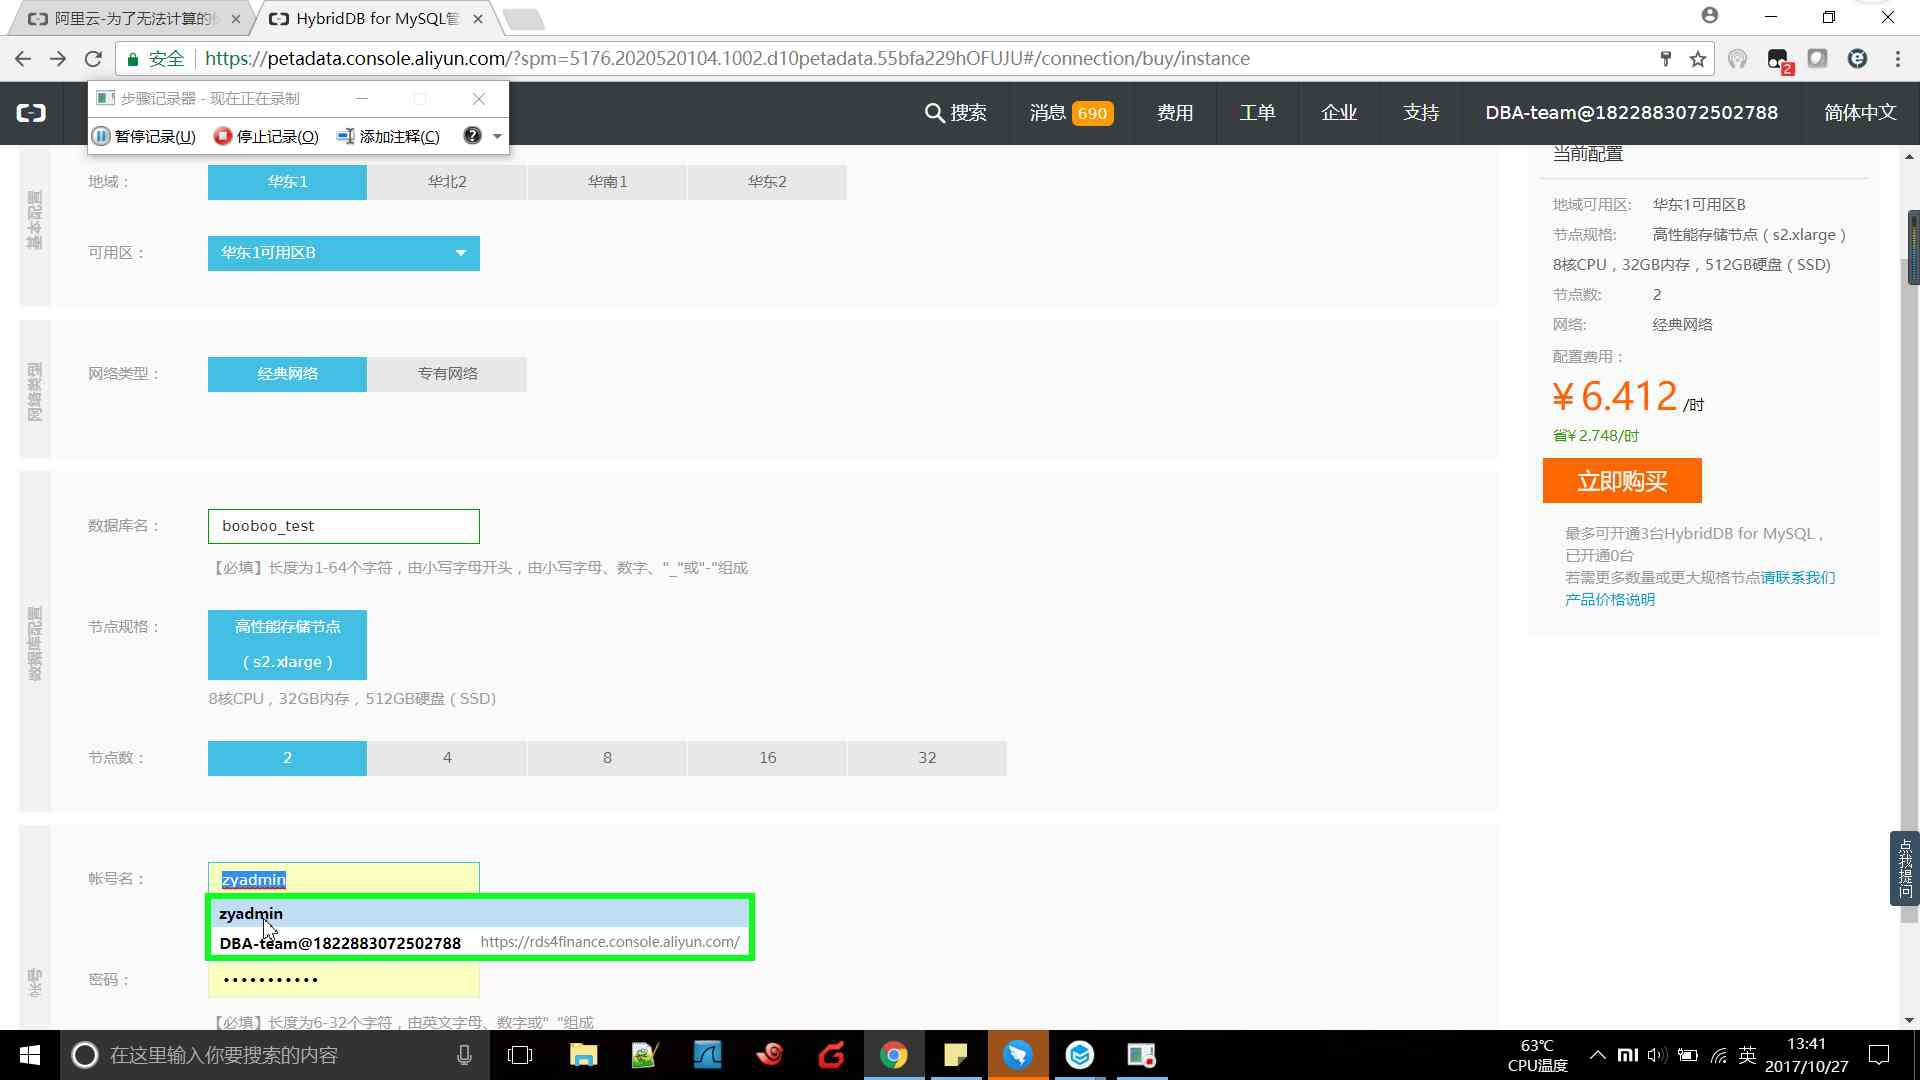 阿里云-为了无法计算的
HybridDB for MySQL管
安全
https://petadata.console.aliyun.com/?spm=5176.2020520104.1002.d10petadata.55bfa229hOFUJU#/connection/buy/instance
2
步骤记录器 - 现在正在录制
暂停记录(U)
停止记录(O)
添加注释(C)
搜索
消息 690
费用
工单
企业
支持
DBA-team@1822883072502788
简体中文
基本配置
地域：
华东1
华北2
华南1
华东2
可用区：
华东1可用区B
网络类型
网络类型：
经典网络
专有网络
数据库配置
数据库名：
booboo_test
【必填】长度为1-64个字符，由小写字母开头，由小写字母、数字、"_"或"-"组成
节点规格：
高性能存储节点
（s2.xlarge）
8核CPU，32GB内存，512GB硬盘（SSD)
节点数：
2
4
8
16
32
帐号
帐号名：
zyadmin
zyadmin
DBA-team@1822883072502788 https://rds4finance.console.aliyun.com/
密码：
•••••••••••
【必填】长度为6-32个字符，由英文字母、数字或"_"组成
当前配置
地域可用区: 华东1可用区B
节点规格: 高性能存储节点（s2.xlarge）
8核CPU，32GB内存，512GB硬盘（SSD)
节点数: 2
网络: 经典网络
配置费用：
¥6.412 /时
省¥2.748/时
立即购买
最多可开通3台HybridDB for MySQL，
已开通0台
若需更多数量或更大规格节点请联系我们
产品价格说明
点我提问
在这里输入你要搜索的内容
63℃
CPU温度
英
13:41
2017/10/27